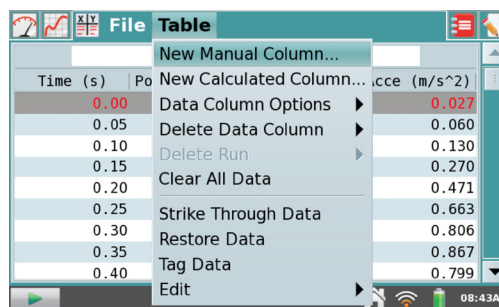 X|Y File Table
New Manual Column...
New Calculated Column...
Time (s) Po Acce (m/s^2)
Data Column Options
0.00 0.027
Delete Data Column
0.05 0.060
Delete Run
0.10 0.130
0.15 0.270
Clear All Data
0.20 0.471
0.25 0.663
Strike Through Data
0.30 0.806
Restore Data
0.35 0.867
Tag Data
0.40 0.799
Edit
08:43A